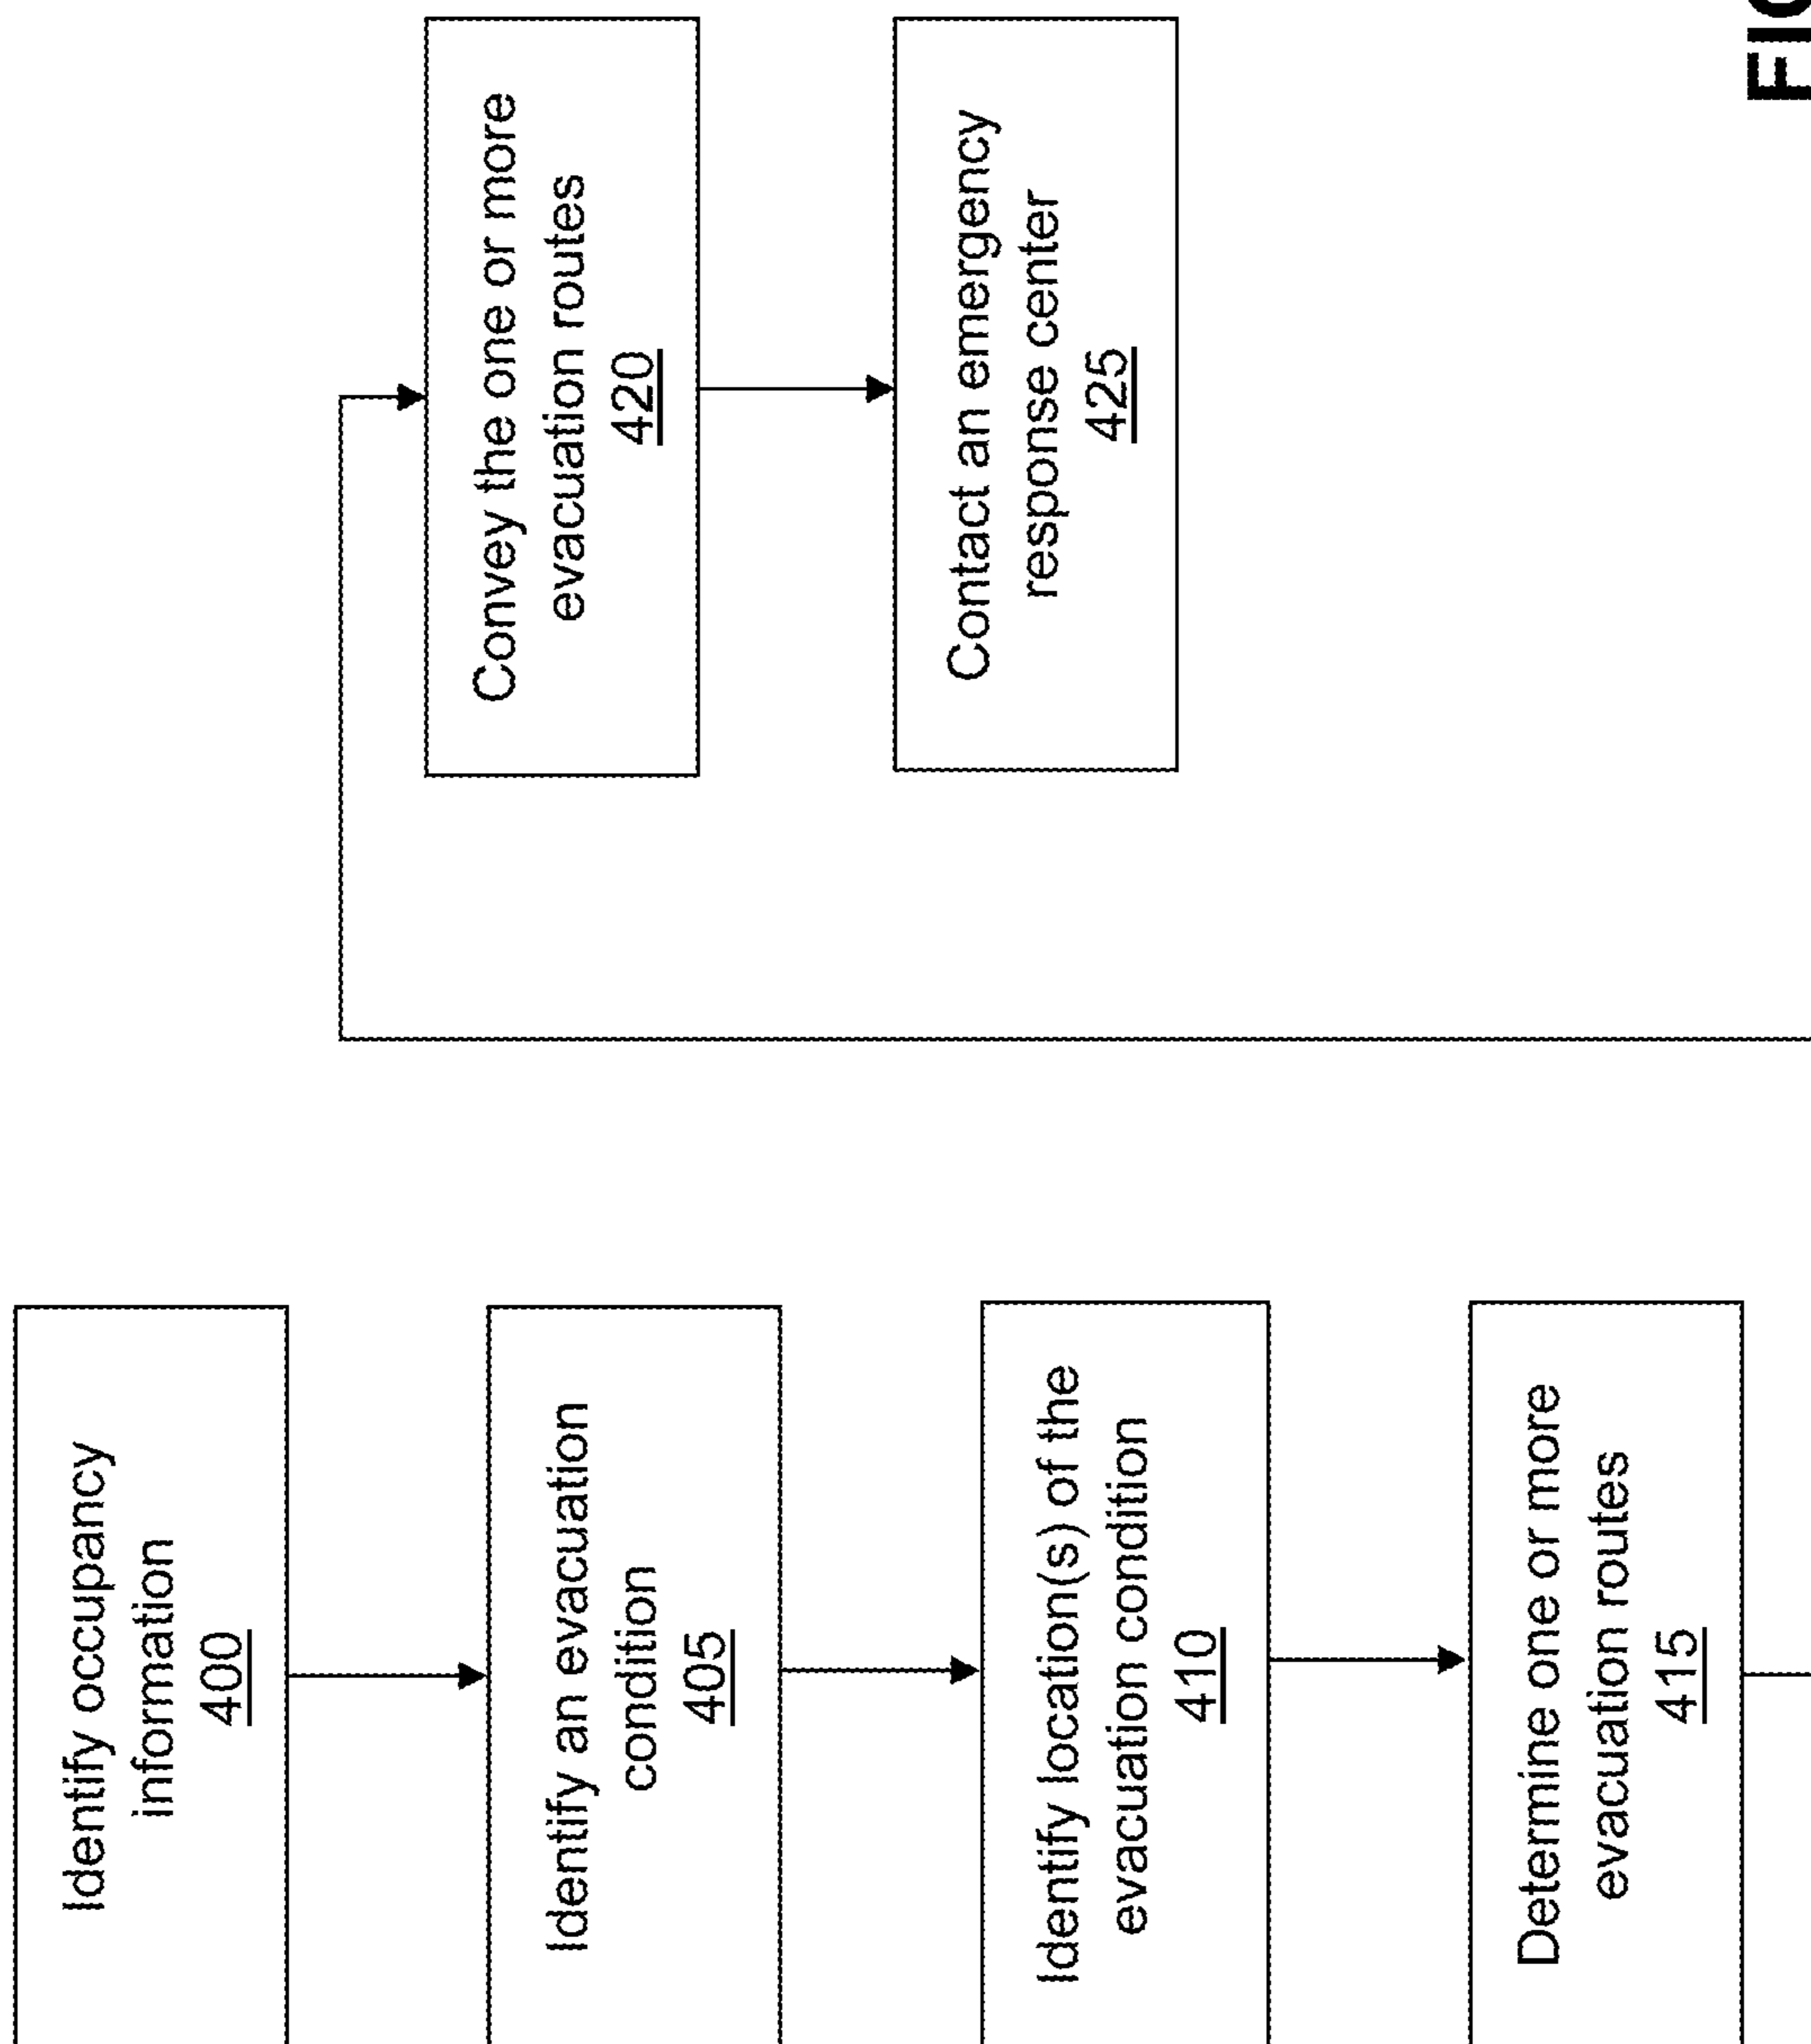 Identify occupancy
information
400
Identify an evacuation
condition
405
Identify location(s) of the
evacuation condition
410
Determine one or more
evacuation routes
415
Convey the one or more
evacuation routes
420
Contact an emergency
response center
425